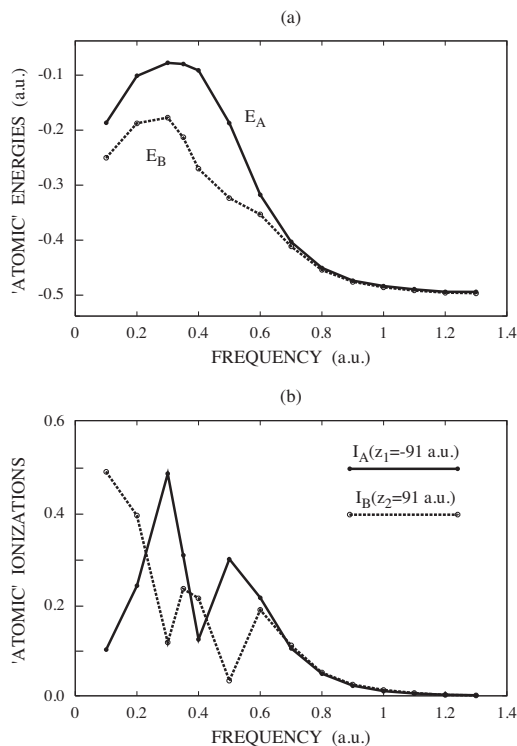 (a)
'ATOMIC' ENERGIES (a.u.)
-0.1
-0.2
-0.3
-0.4
-0.5
E_A
E_B
0 0.2 0.4 0.6 0.8 1.0 1.2 1.4
FREQUENCY (a.u.)
(b)
'ATOMIC' IONIZATIONS
0.6
0.4
0.2
0.0
I_A(z_1=-91 a.u.)
I_B(z_2=91 a.u.)
0 0.2 0.4 0.6 0.8 1.0 1.2 1.4
FREQUENCY (a.u.)